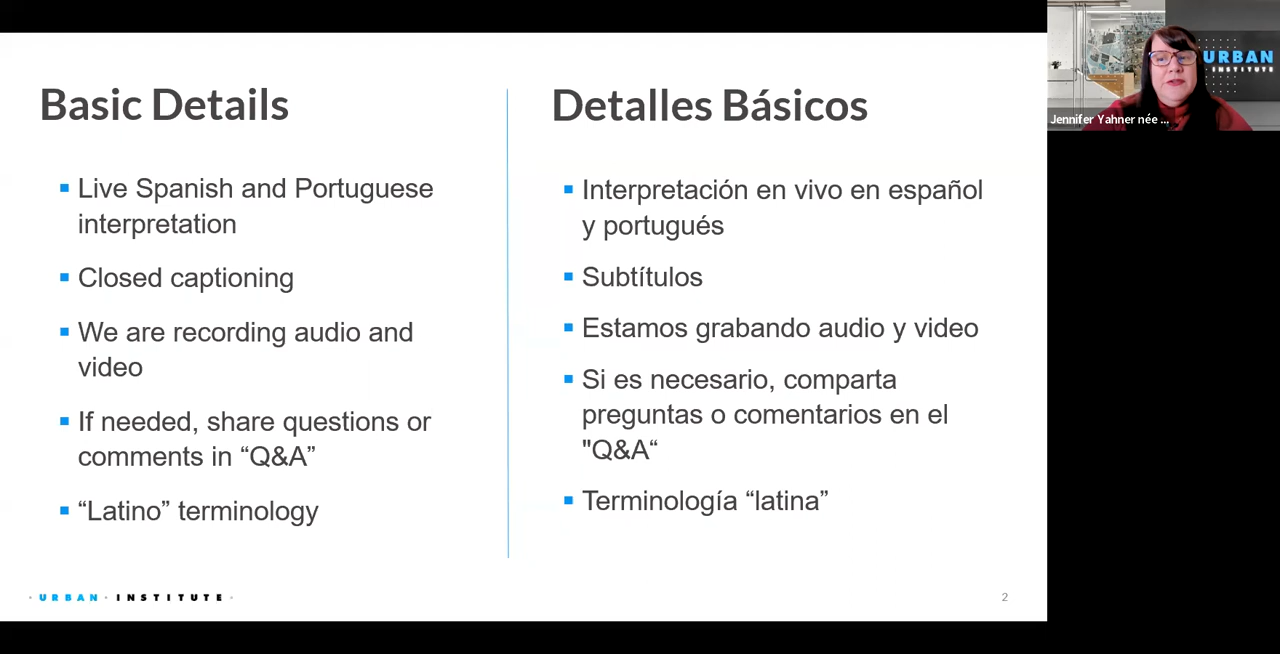 Basic Details
Live Spanish and Portuguese
interpretation
Closed captioning
We are recording audio and
video
If needed, share questions or
comments in “Q&A”
“Latino” terminology
Detalles Básicos
Interpretación en vivo en español
y portugués
Subtítulos
Estamos grabando audio y video
Si es necesario, comparta
preguntas o comentarios en el
"Q&A“
Terminología “latina”
URBAN INSTITUTE
2
URBAN
INSTITUTE
Jennifer Yahner née ...